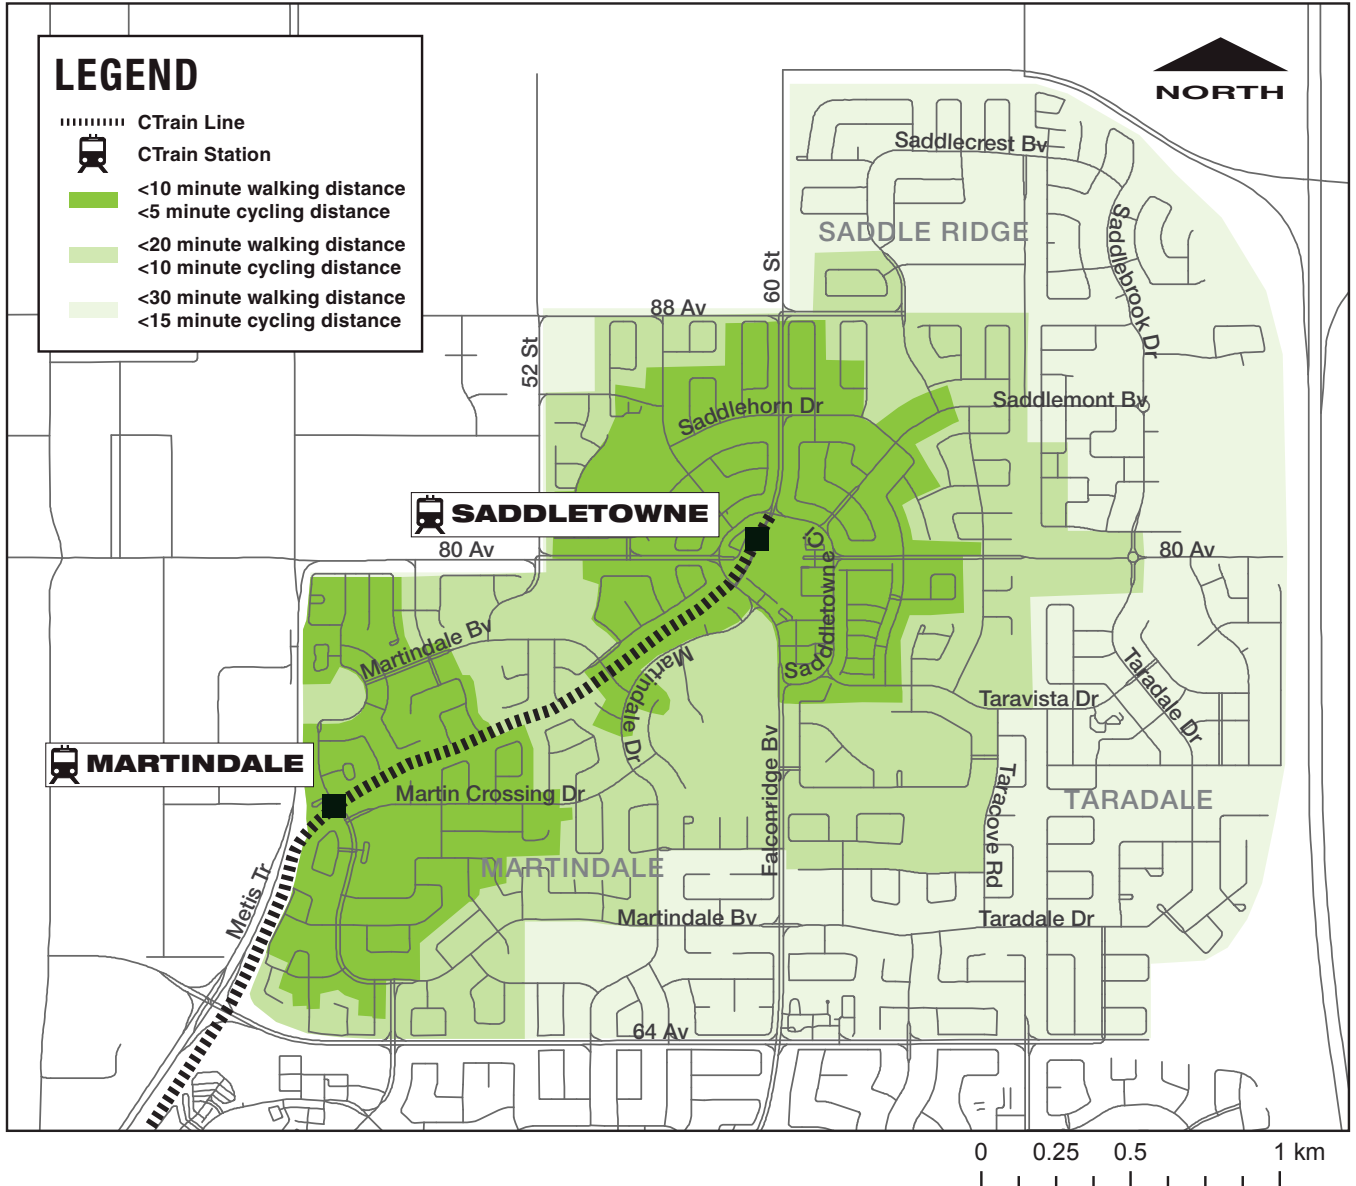 LEGEND
CTrain Line
CTrain Station
<10 minute walking distance
<5 minute cycling distance
<20 minute walking distance
<10 minute cycling distance
<30 minute walking distance
<15 minute cycling distance
NORTH
Saddlecrest Bv
SADDLE RIDGE
Saddlebrook Dr
60 St
88 Av
52 St
Saddlemont Bv
Saddlehorn Dr
SADDLETOWNE
80 Av
80 Av
Sadddletowne Ci
Martindale Bv
Martindale Dr
Taravista Dr
Taradale Dr
MARTINDALE
Falconridge Bv
Martin Crossing Dr
Taracove Rd
TARADALE
MARTINDALE
Metis Tr
Martindale Bv
Taradale Dr
64 Av
0 0.25 0.5 1 km